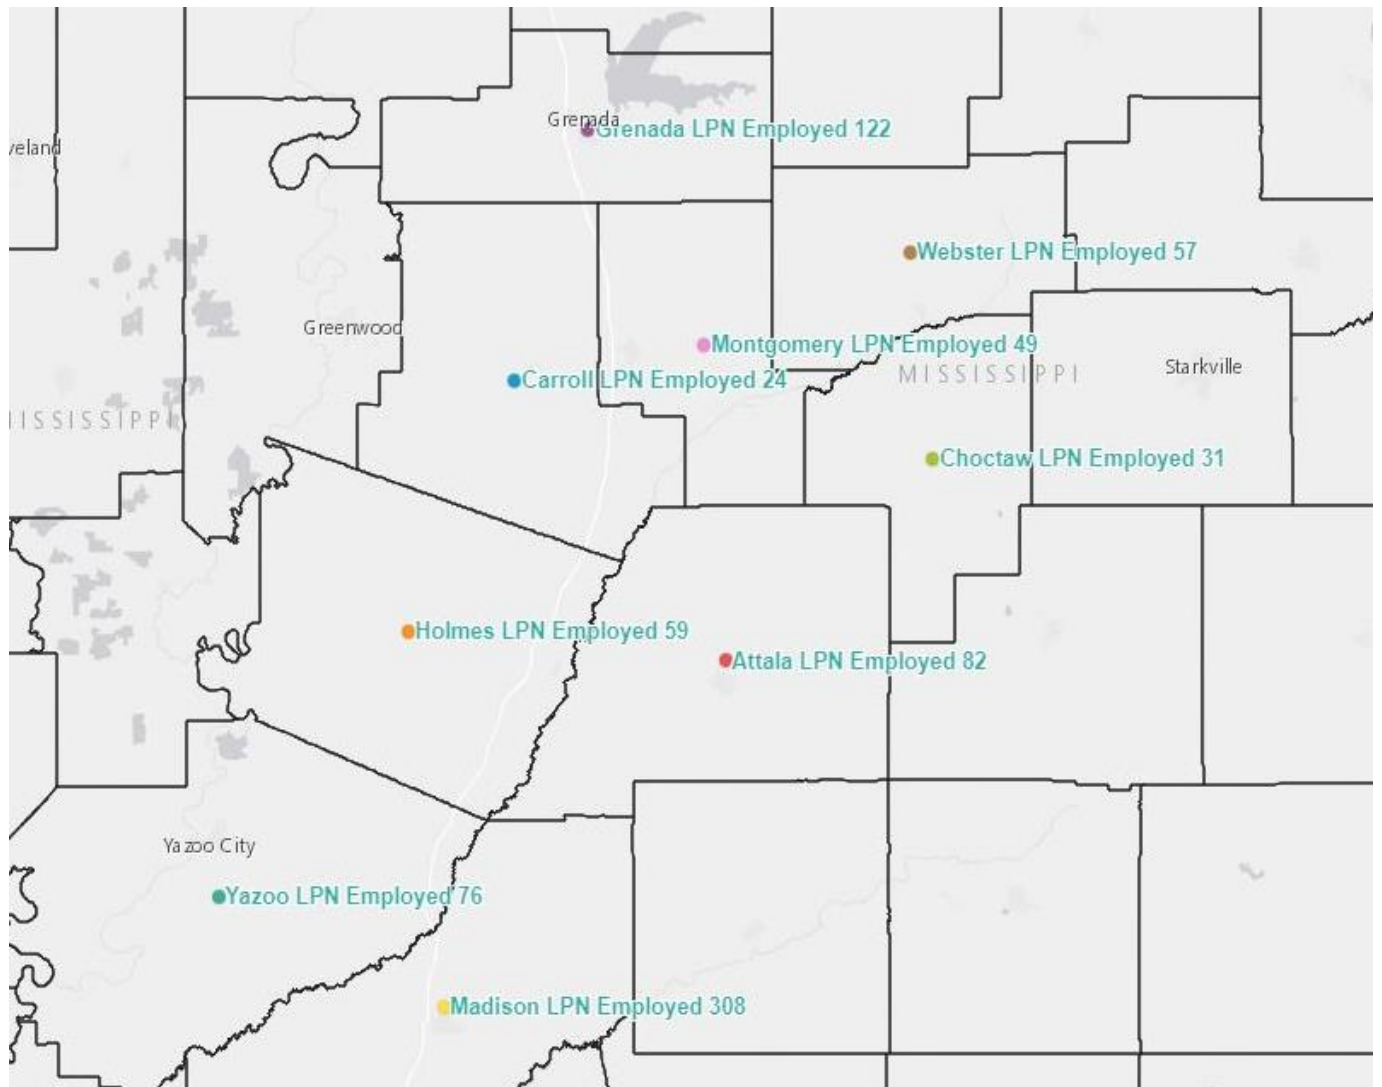 Grenada
Grenada LPN Employed 122
veland
Webster LPN Employed 57
Greenwood
Montgomery LPN Employed 49
Starkville
MISSISSIPPI
Carroll LPN Employed 24
MISSISSIPPI
Choctaw LPN Employed 31
Holmes LPN Employed 59
Attala LPN Employed 82
Yazoo City
Yazoo LPN Employed 76
Madison LPN Employed 308